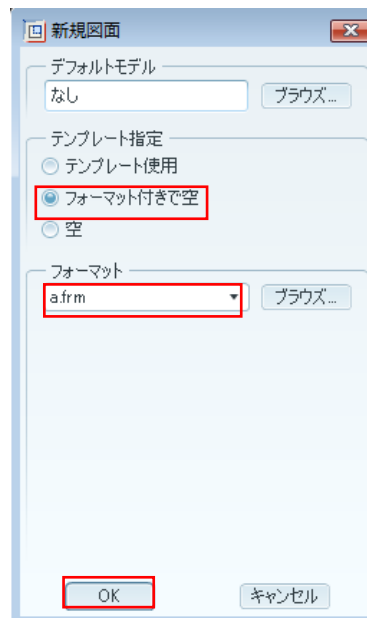 新規図面
デフォルトモデル
なし
ブラウズ...
テンプレート指定
テンプレート使用
フォーマット付きで空
空
フォーマット
a.frm
ブラウズ...
OK
キャンセル